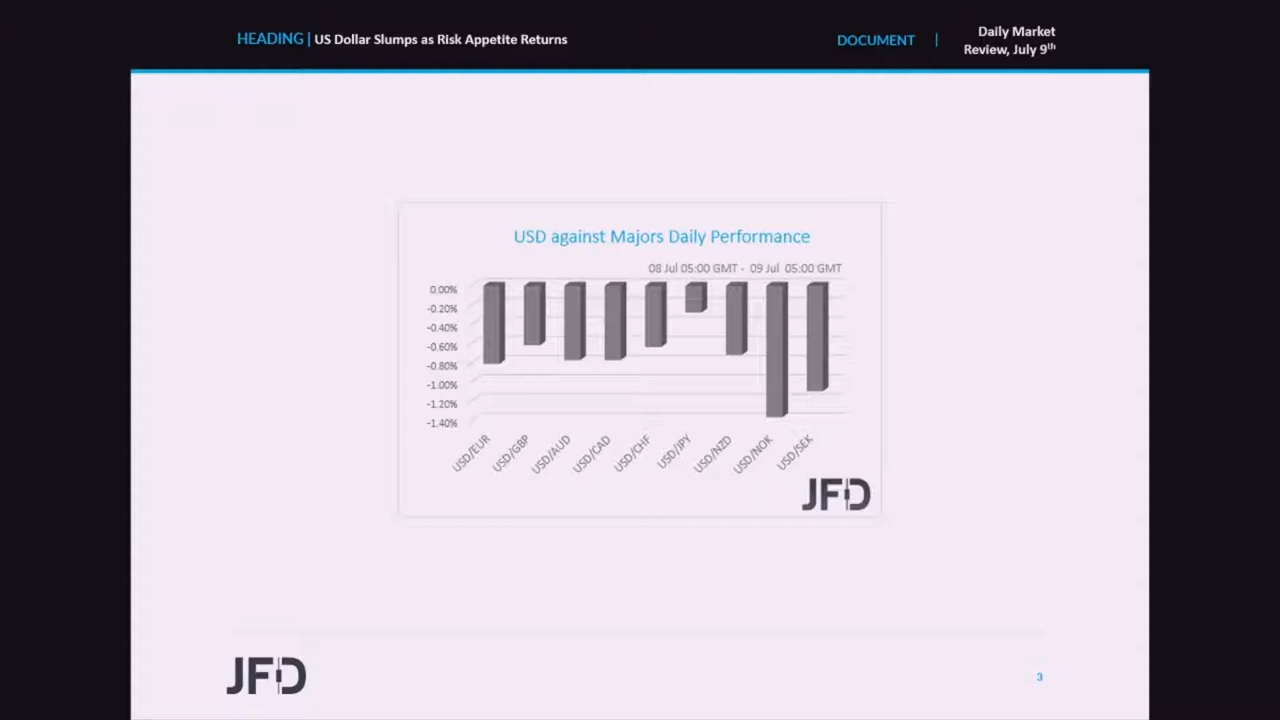 HEADING | US Dollar Slumps as Risk Appetite Returns
DOCUMENT |
Daily Market
Review, July 9th
USD against Majors Daily Performance
08 Jul 05:00 GMT - 09 Jul 05:00 GMT
0.00%
-0.20%
-0.40%
-0.60%
-0.80%
-1.00%
-1.20%
-1.40%
USD/EUR
USD/GBP
USD/AUD
USD/CAD
USD/CHF
USD/JPY
USD/NZD
USD/NOK
USD/SEK
JFD
JFD
3